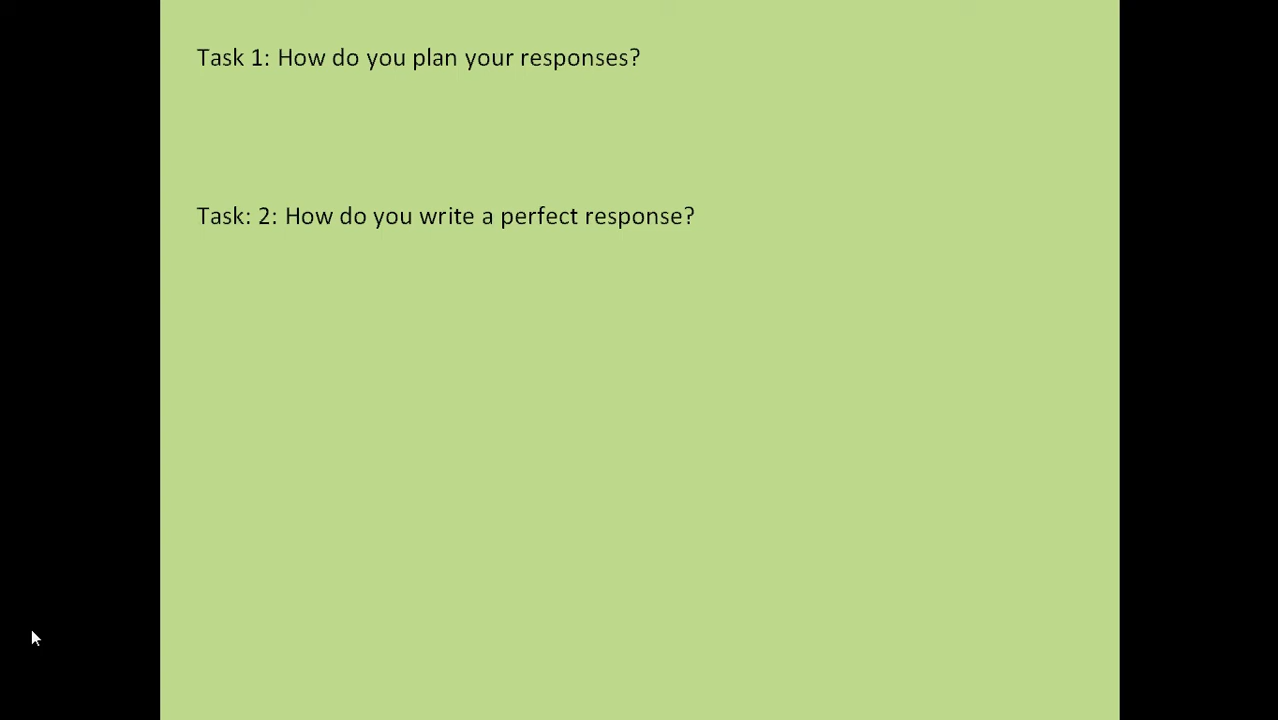 Task 1: How do you plan your responses?
Task: 2: How do you write a perfect response?